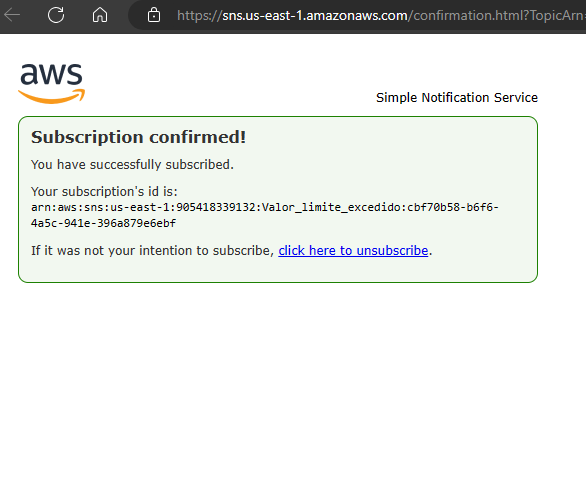 https://sns.us-east-1.amazonaws.com/confirmation.html?TopicArn=
aws
Simple Notification Service
Subscription confirmed!
You have successfully subscribed.
Your subscription's id is:
arn:aws:sns:us-east-1:905418339132:Valor_limite_excedido:cbf70b58-b6f6-
4a5c-941e-396a879e6ebf
If it was not your intention to subscribe, click here to unsubscribe.